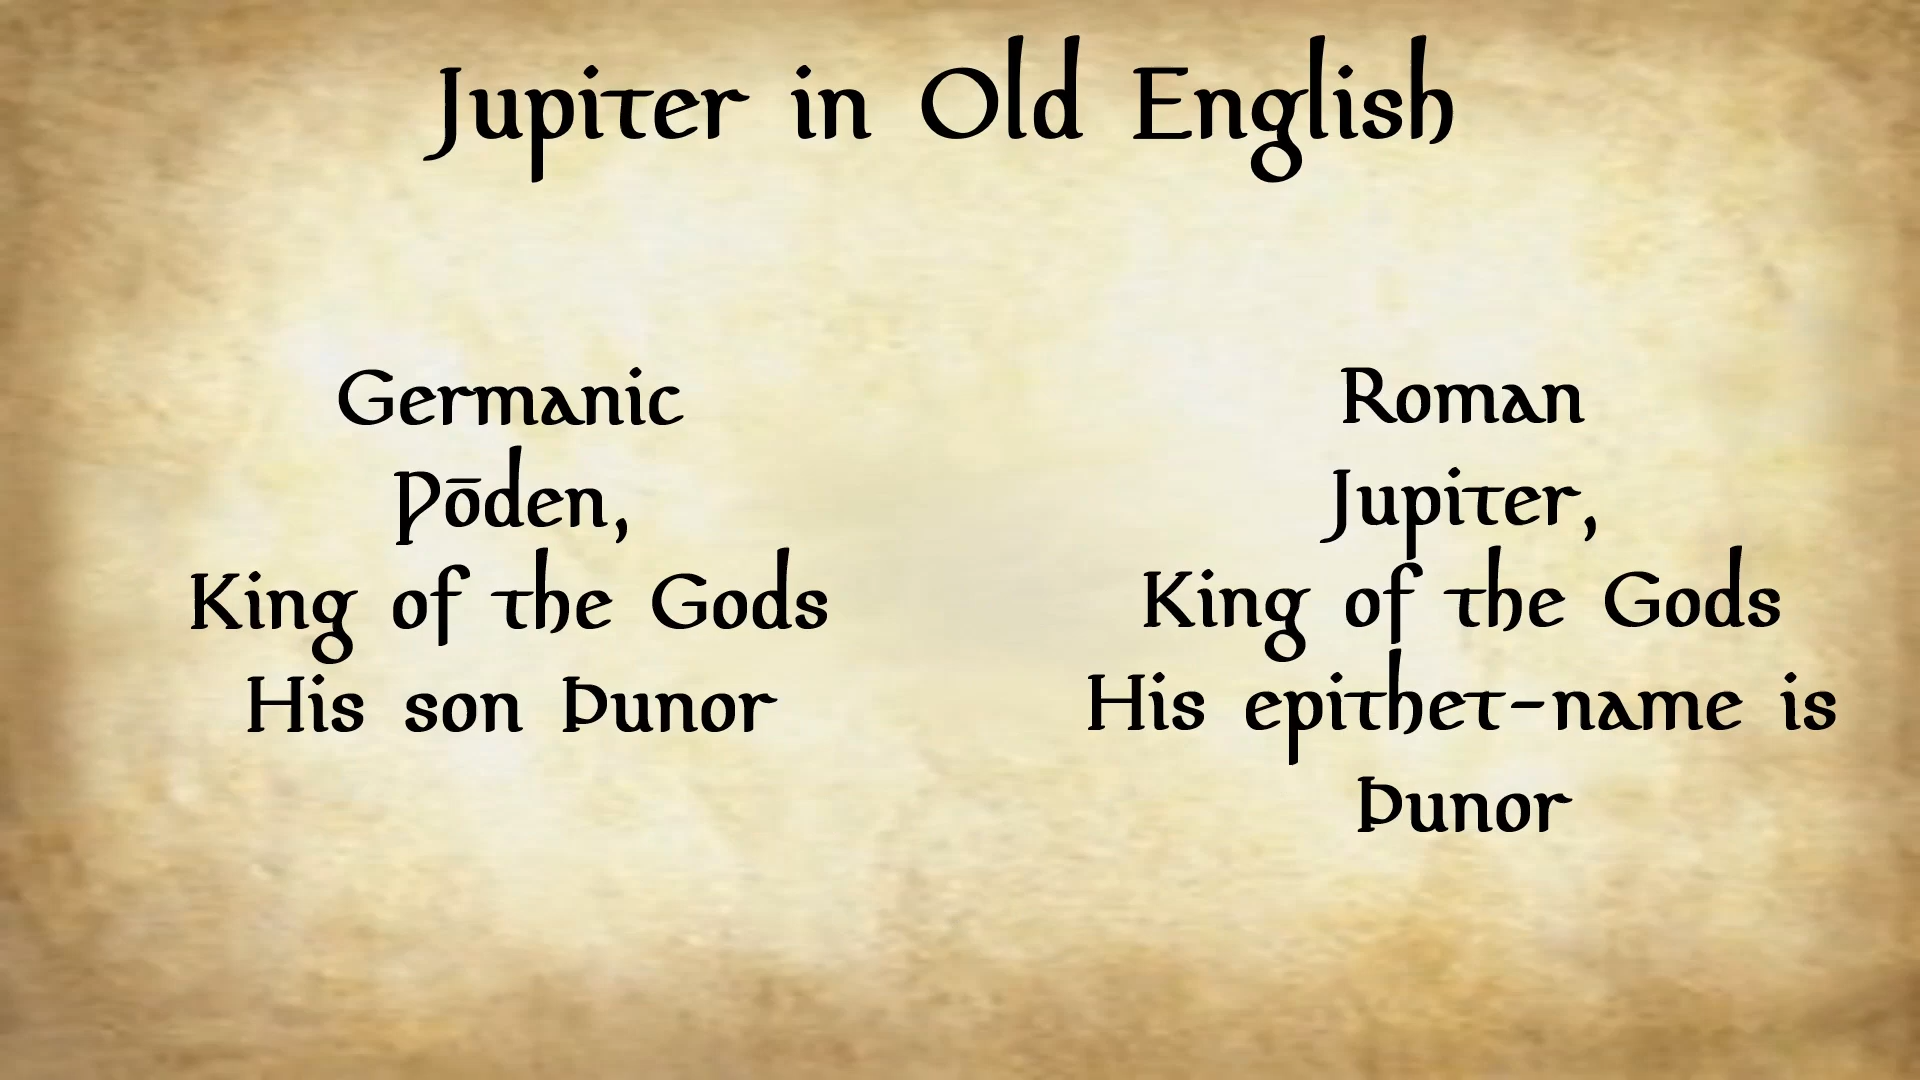 Jupiter in Old English
Germanic
Ƿōden,
King of the Gods
His son Þunor
Roman
Jupiter,
King of the Gods
His epithet-name is
Þunor